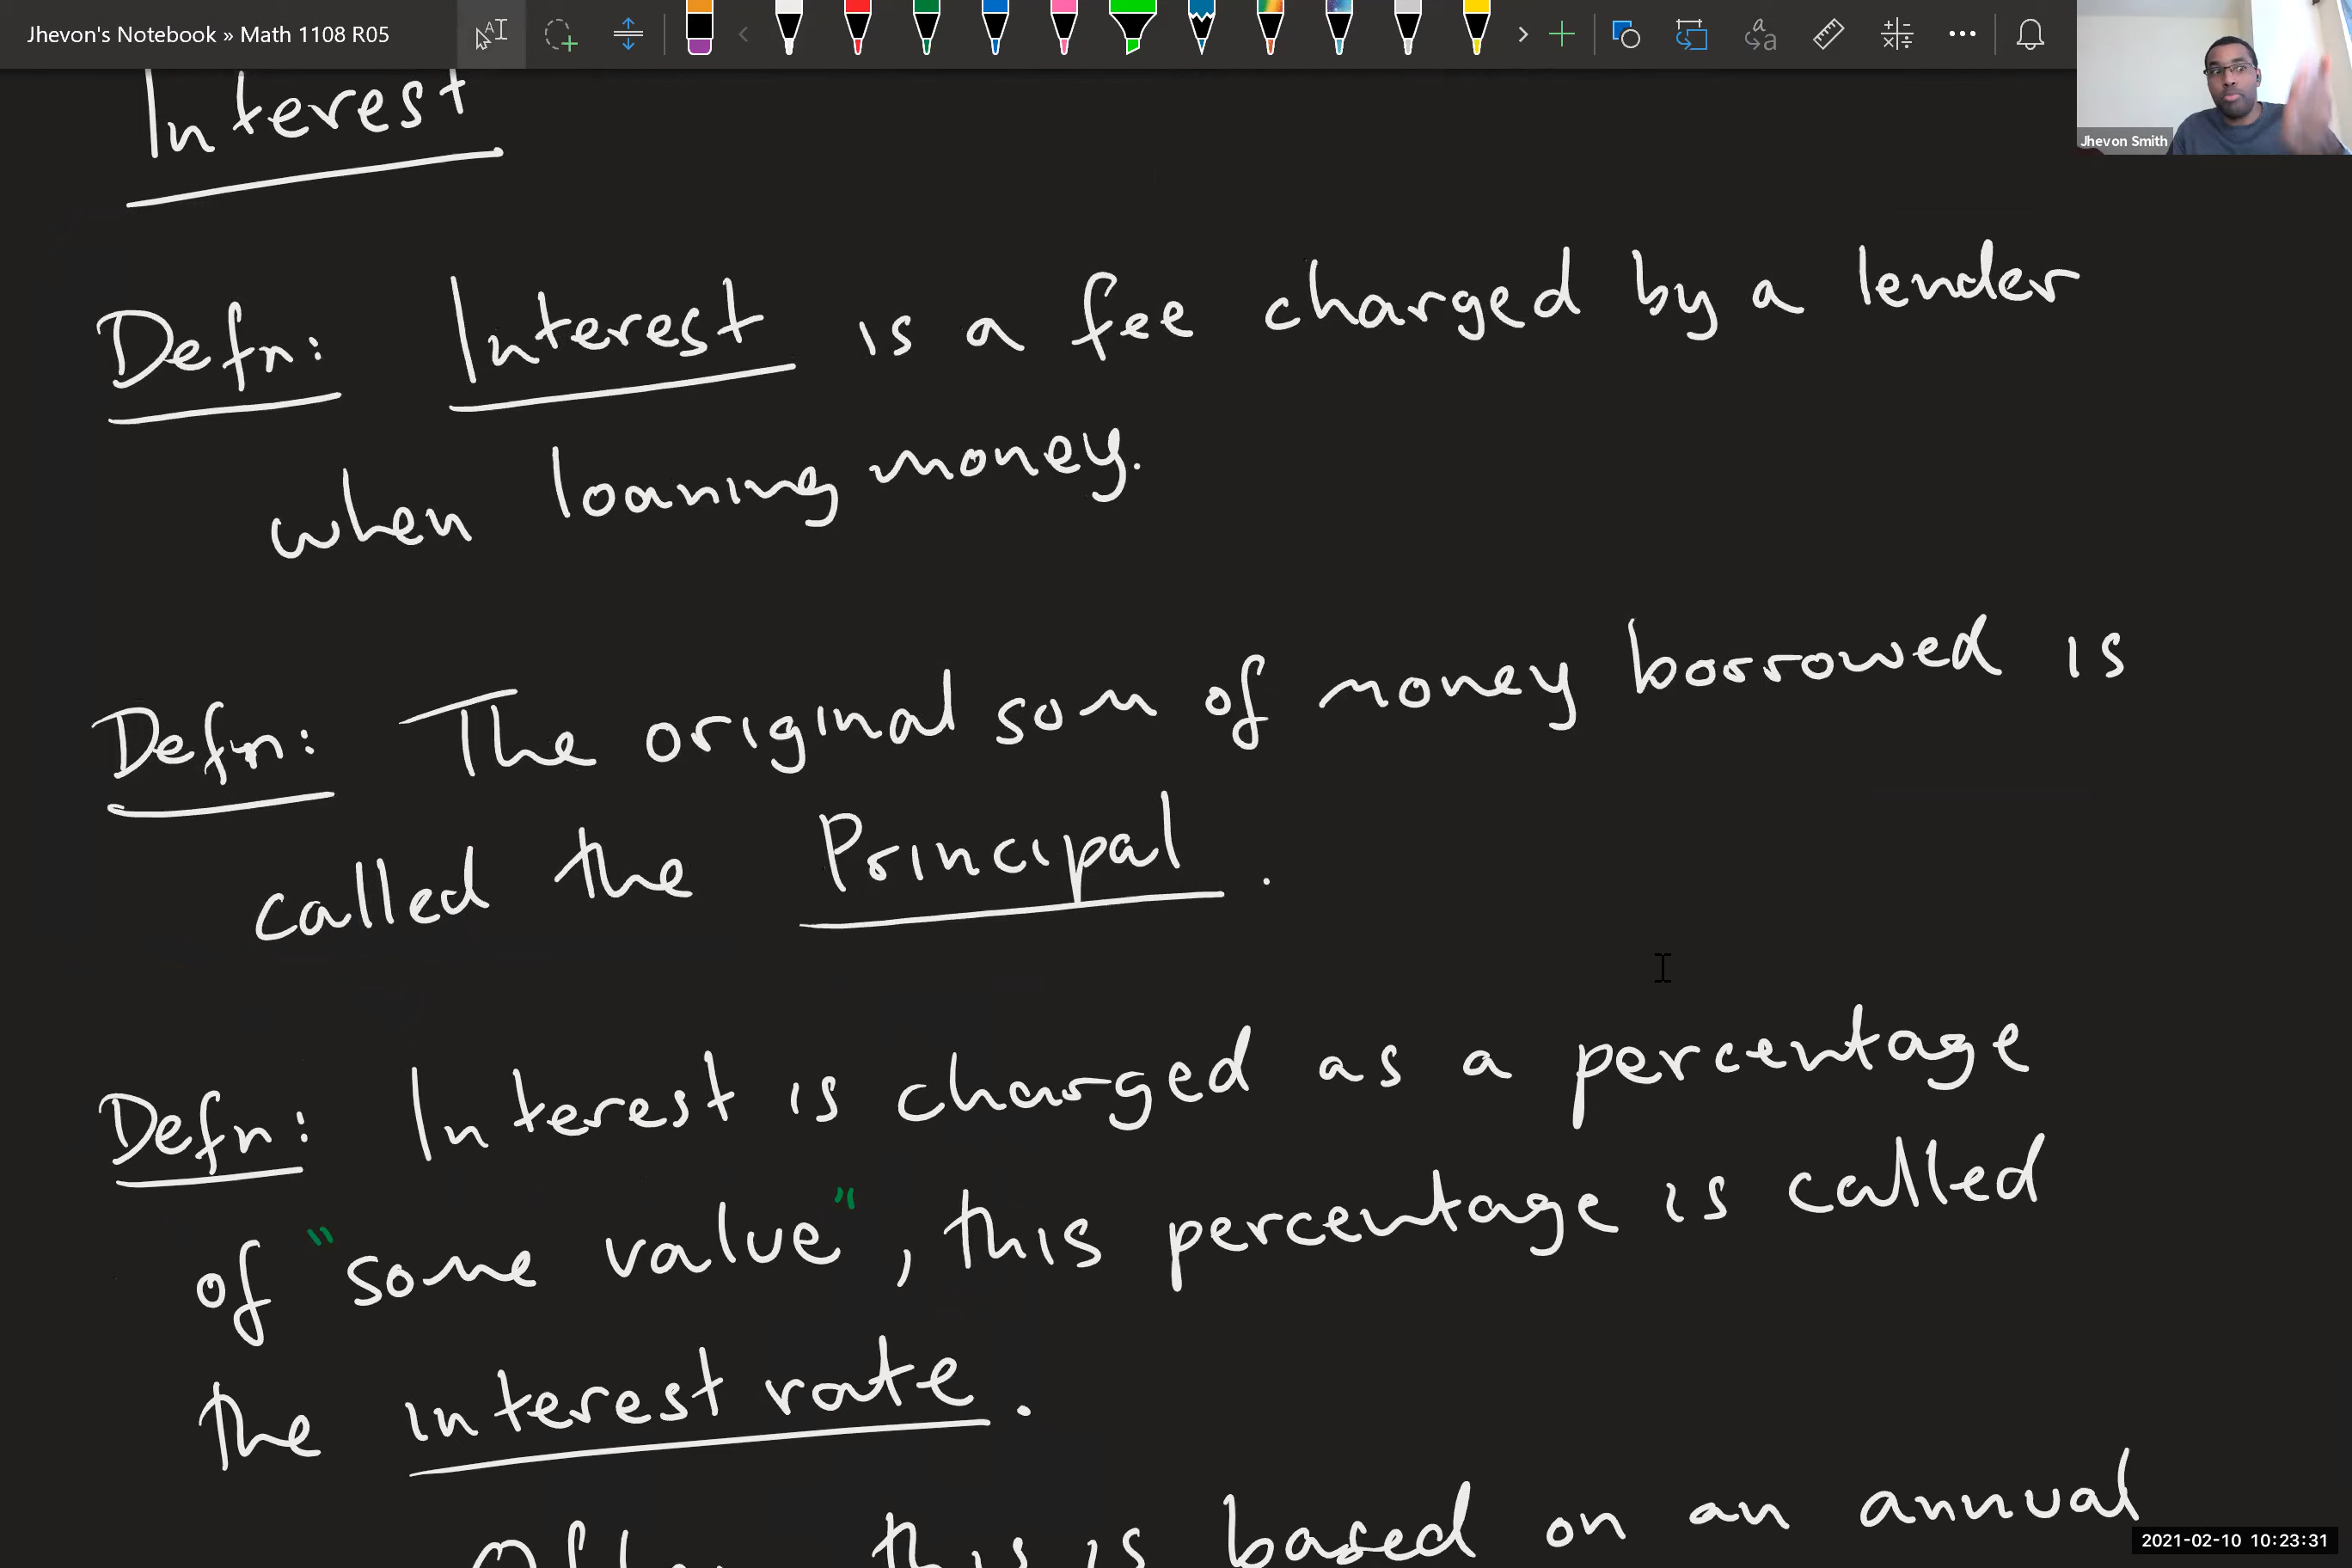 Jhevon's Notebook » Math 1108 R05
Jhevon Smith
Interest
Defn: Interest is a fee charged by a lender
when loaning money.
Defn: The original sum of money borrowed is
called the Principal.
Defn: Interest is charged as a percentage
of "some value", this percentage is called
the interest rate.
this is based on an annual
2021-02-10 10:23:31